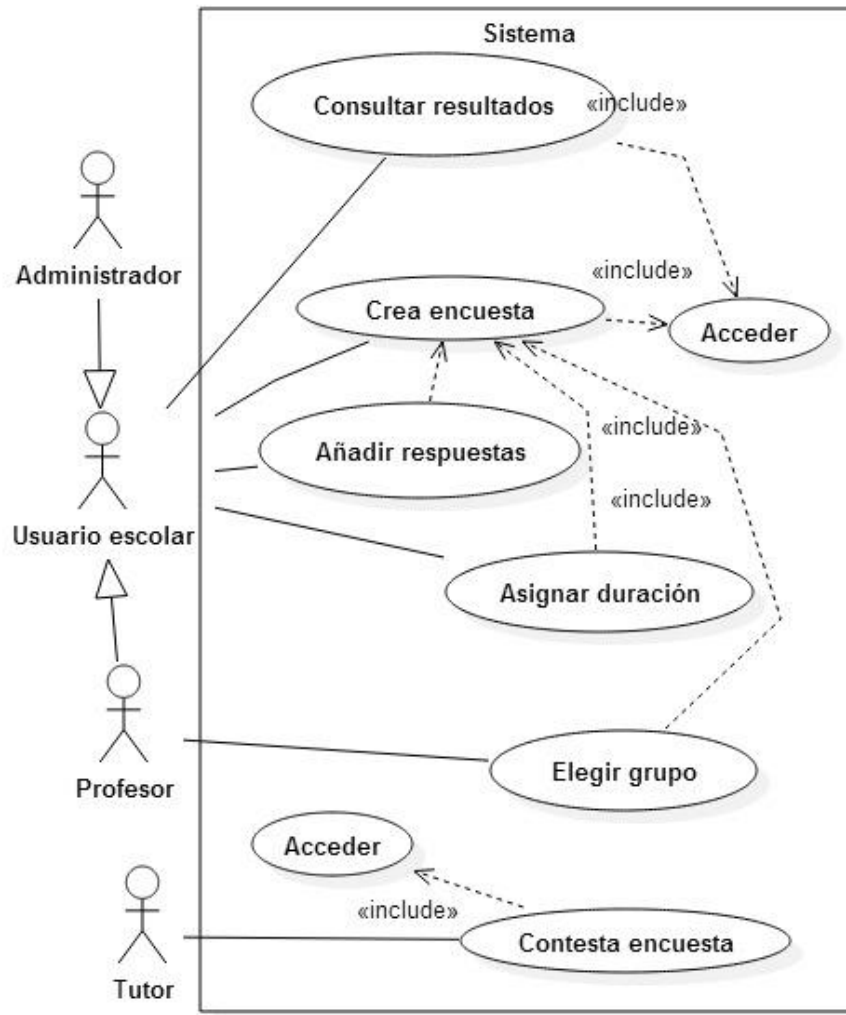 Sistema
Consultar resultados
«include»
Administrador
«include»
Crea encuesta
Acceder
«include»
Añadir respuestas
«include»
Usuario escolar
Asignar duración
Elegir grupo
Profesor
Acceder
«include»
Contesta encuesta
Tutor